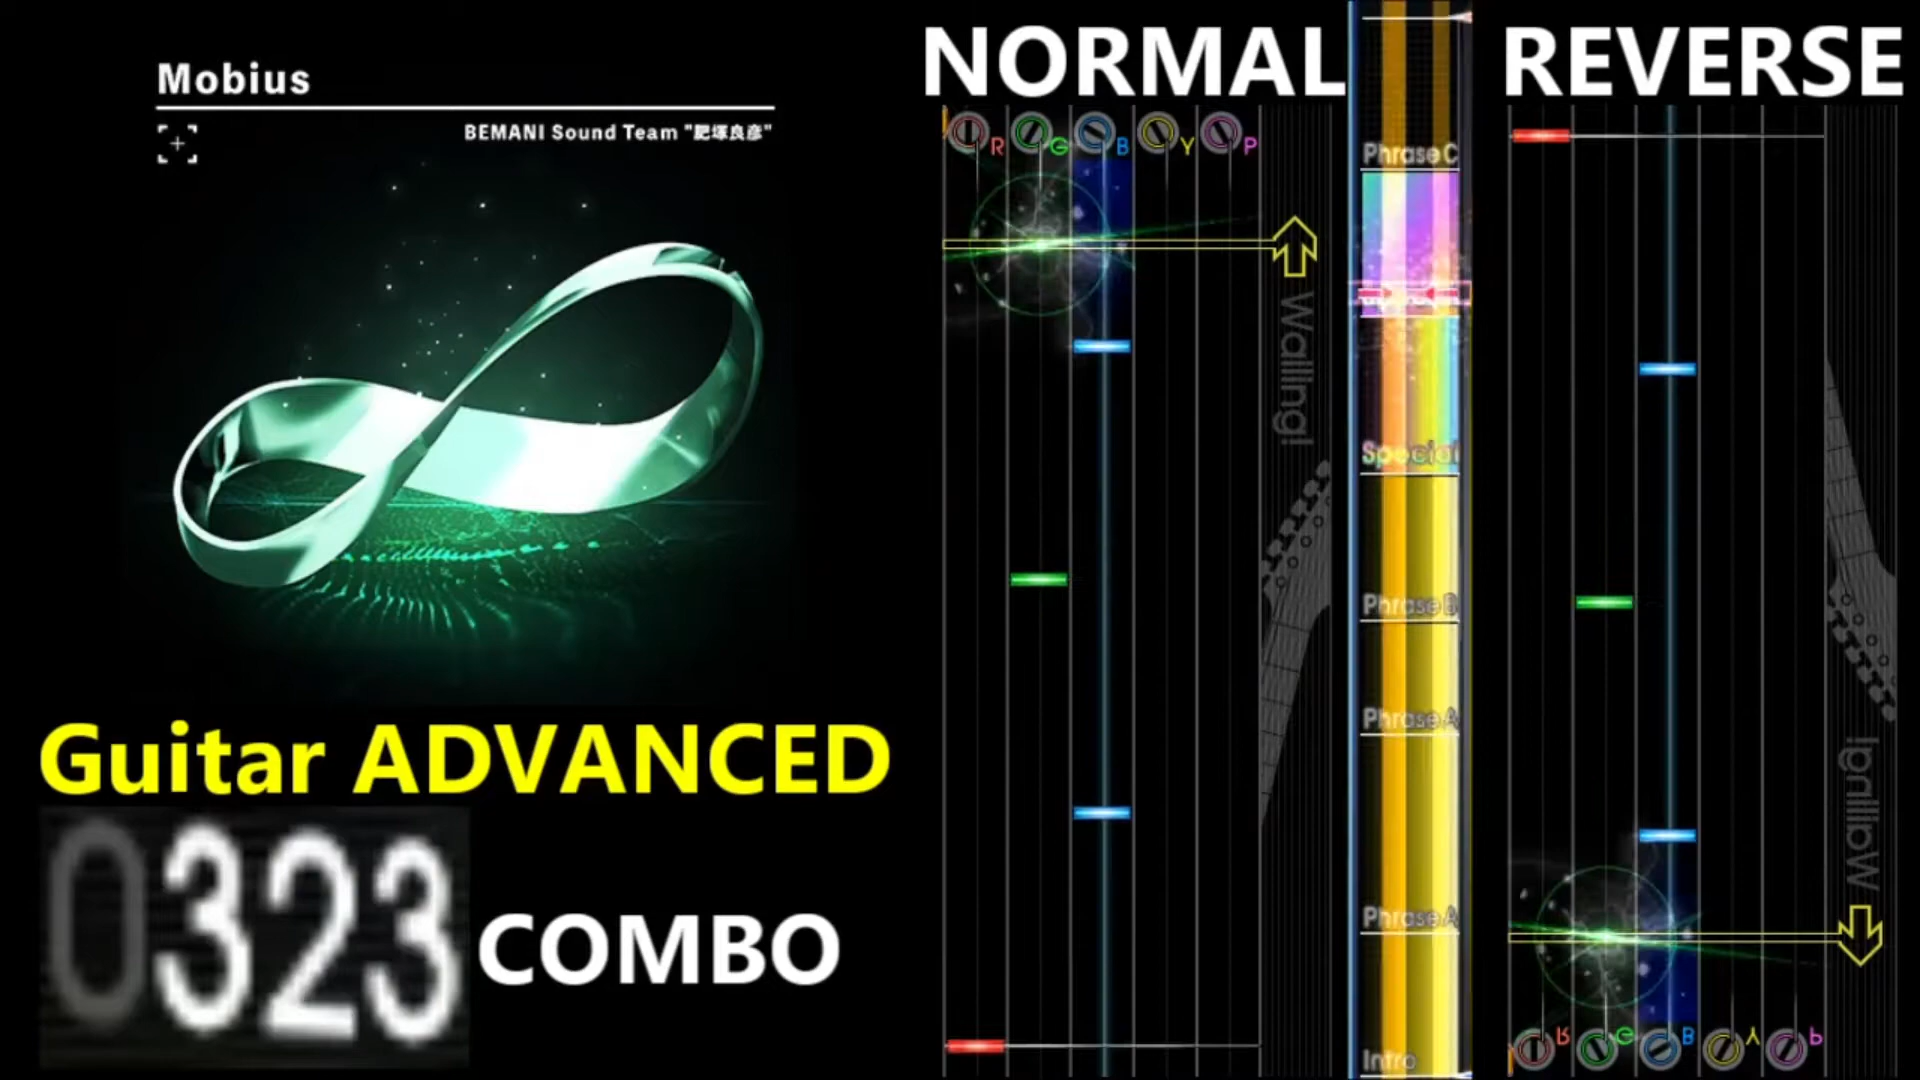 Mobius
BEMANI Sound Team "肥塚良彦"
Guitar ADVANCED
0323 COMBO
NORMAL
R G B Y P
Wailing!
Phrase C
Special
Phrase B
Phrase A
Phrase A
Intro
REVERSE
Wailing!
R G B Y P